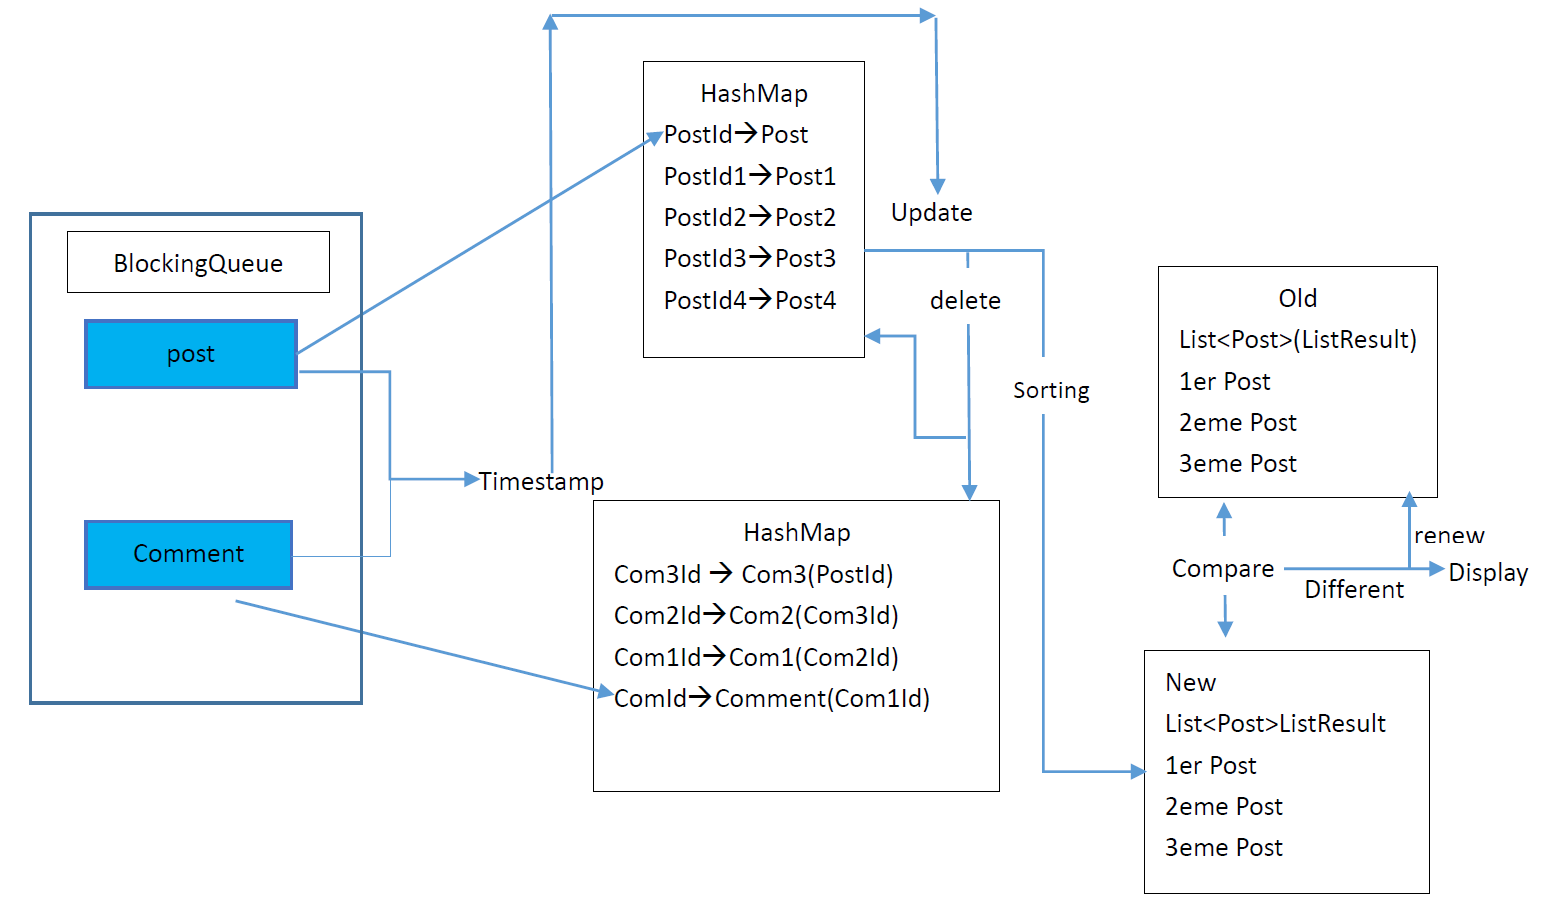 BlockingQueue
post
Comment
Timestamp
HashMap
PostId→Post
PostId1→Post1
PostId2→Post2
PostId3→Post3
PostId4→Post4
Update
delete
Sorting
HashMap
Com3Id → Com3(PostId)
Com2Id→Com2(Com3Id)
Com1Id→Com1(Com2Id)
ComId→Comment(Com1Id)
Old
List<Post>(ListResult)
1er Post
2eme Post
3eme Post
renew
Compare
Different
Display
New
List<Post>ListResult
1er Post
2eme Post
3eme Post